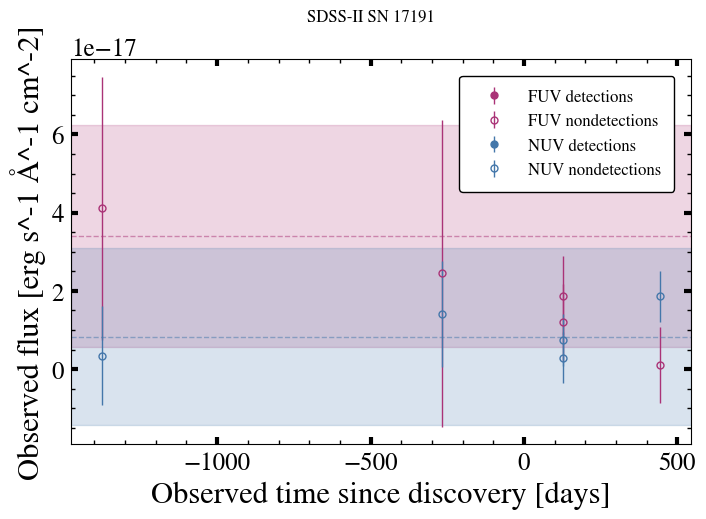 SDSS-II SN 17191
1e−17
Observed flux [erg s^-1 Å^-1 cm^-2]
6
4
2
0
FUV detections
FUV nondetections
NUV detections
NUV nondetections
−1000
−500
0
500
Observed time since discovery [days]